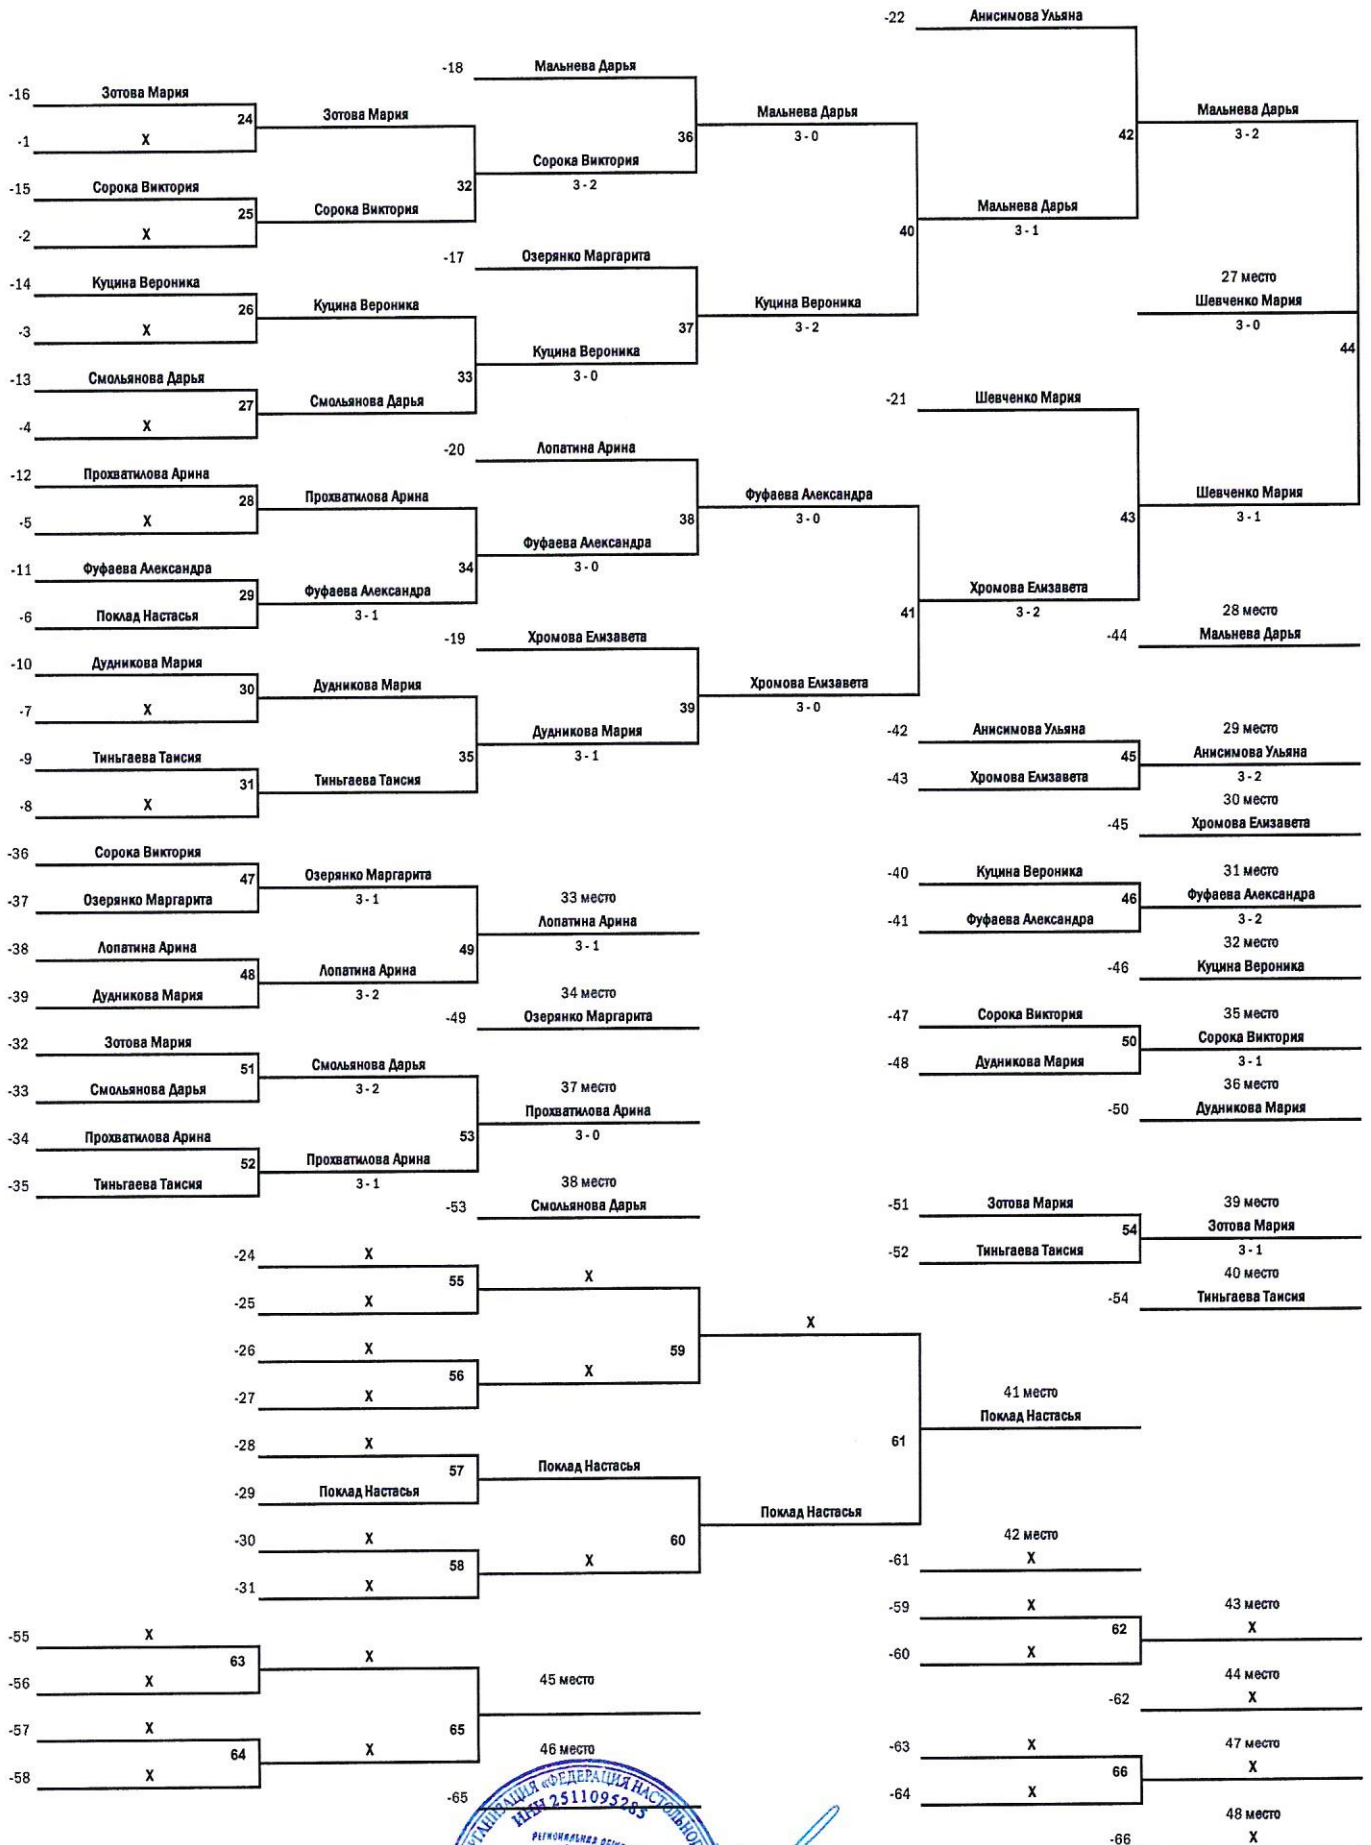 -22 Анисимова Ульяна
-18 Мальнева Дарья
-16 Зотова Мария
24 Зотова Мария
-1 X
36 Мальнева Дарья
3 - 0
42 Мальнева Дарья
3 - 2
Сорока Виктория
3 - 2
-15 Сорока Виктория
32
25 Сорока Виктория
-2 X
40 Мальнева Дарья
3 - 1
-17 Озерянко Маргарита
-14 Куцина Вероника
26 Куцина Вероника
-3 X
37 Куцина Вероника
3 - 2
27 место
Шевченко Мария
3 - 0
44
Куцина Вероника
3 - 0
-13 Смольянова Дарья
33
27 Смольянова Дарья
-4 X
-21 Шевченко Мария
-20 Лопатина Арина
-12 Прохватилова Арина
28 Прохватилова Арина
-5 X
38 Фуфаева Александра
3 - 0
43 Шевченко Мария
3 - 1
Фуфаева Александра
3 - 0
-11 Фуфаева Александра
34
29 Фуфаева Александра
3 - 1
-6 Поклад Настасья
41 Хромова Елизавета
3 - 2
28 место
-44 Мальнева Дарья
-19 Хромова Елизавета
-10 Дудникова Мария
30 Дудникова Мария
-7 X
39 Хромова Елизавета
3 - 0
Дудникова Мария
3 - 1
-9 Тиньгаева Таисия
35
31 Тиньгаева Таисия
-8 X
-42 Анисимова Ульяна
29 место
45 Анисимова Ульяна
3 - 2
-43 Хромова Елизавета
30 место
-45 Хромова Елизавета
-36 Сорока Виктория
47 Озерянко Маргарита
3 - 1
-37 Озерянко Маргарита
33 место
Лопатина Арина
3 - 1
-40 Куцина Вероника
31 место
46 Фуфаева Александра
3 - 2
-41 Фуфаева Александра
32 место
-46 Куцина Вероника
-38 Лопатина Арина
49
48 Лопатина Арина
3 - 2
-39 Дудникова Мария
34 место
-49 Озерянко Маргарита
-47 Сорока Виктория
35 место
50 Сорока Виктория
3 - 1
-48 Дудникова Мария
36 место
-50 Дудникова Мария
-32 Зотова Мария
51 Смольянова Дарья
3 - 2
-33 Смольянова Дарья
37 место
Прохватилова Арина
3 - 0
-34 Прохватилова Арина
53
52 Прохватилова Арина
3 - 1
-35 Тиньгаева Таисия
38 место
-53 Смольянова Дарья
-51 Зотова Мария
39 место
54 Зотова Мария
3 - 1
-52 Тиньгаева Таисия
40 место
-54 Тиньгаева Таисия
-24 X
55 X
-25 X
59 X
-26 X
56 X
-27 X
41 место
61 Поклад Настасья
-28 X
57 Поклад Настасья
-29 Поклад Настасья
60 Поклад Настасья
-30 X
58 X
-31 X
42 место
-61 X
-59 X
43 место
62 X
-60 X
44 место
-62 X
-55 X
63 X
-56 X
45 место
65
-57 X
64 X
-58 X
46 место
-65
-63 X
47 место
66 X
-64 X
48 место
-66 X
ОРГАНИЗАЦИЯ «ФЕДЕРАЦИЯ НАСТОЛЬНОГО
ИНН 2511095285